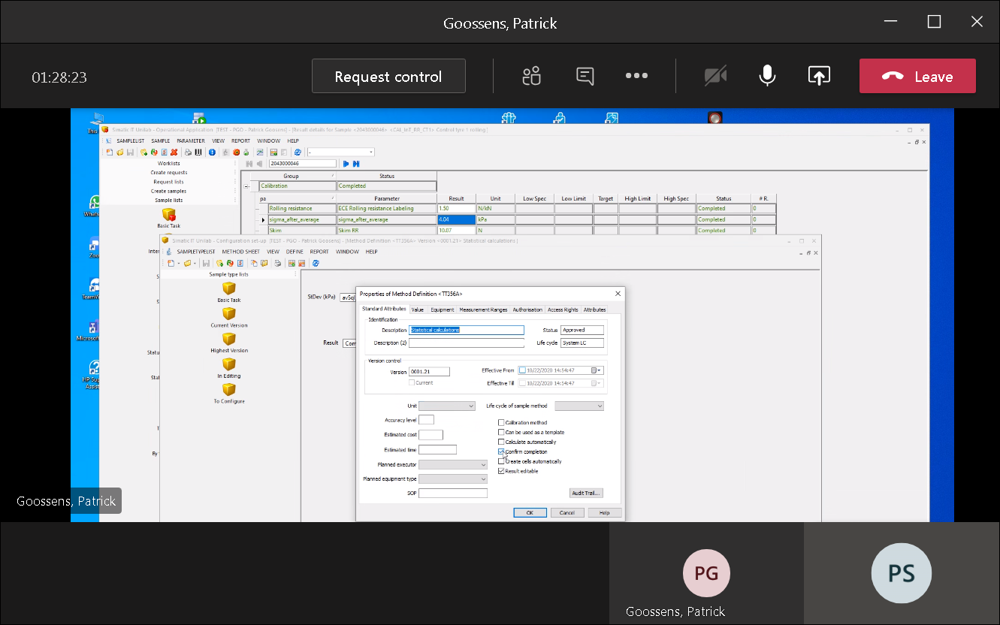 Goossens, Patrick
01:28:23
Request control
Leave
This
Simatic IT Unilab - Operational Application [TEST - PGO - Patrick Goosens] - [Result details for Sample <2043000046> <CAL_INT_RR_CT1> Control tyre 1 rolling ]
SAMPLELIST SAMPLE PARAMETER VIEW REPORT WINDOW HELP
-
Worklists
2043000046
Create requests
Request lists
Create samples
Sample lists
Basic Task
Group Status
Calibration Completed
pa Parameter Result Unit Low Spec Low Limit Target High Limit High Spec Status # R.
Rolling resistance ECE Rolling resistance Labeling 1.50 N/kN Completed 0
sigma_after_average sigma_after_average 4.04 kPa Completed 0
Skim Skim RR 10.07 N Completed 0
Whats
Zoo
TeamV
Microsof
HP Sup
Assist
Inter
S
S
Statu
Stat
T
By
Simatic IT Unilab - Configuration set-up [TEST - PGO - Patrick Goosens] - [Method Definition <TT356A> Version <0001.21> Statistical calculations ]
SAMPLETYPELIST METHOD SHEET VIEW DEFINE REPORT WINDOW HELP
Sample type lists
Basic Task
Current Version
Highest Version
In Editing
To Configure
StDev (kPa) avSq(
Result Com
Properties of Method Definition <TT356A>
Standard Attributes Value Equipment Measurement Ranges Authorisation Access Rights Attributes
Identification
Description Statistical calculations Status Approved
Description (2) Life cycle System LC
Version control
Version 0001.21 Effective From 10/22/2020 14:54:47
Current Effective Till 10/22/2020 14:54:47
Unit Life cycle of sample method
Accuracy level Calibration method
Can be used as a template
Estimated cost Calculate automatically
Estimated time Confirm completion
Planned executor Create cells automatically
Result editable
Planned equipment type
SOP Audit Trail...
OK Cancel Help
Goossens, Patrick
PG
PS
Goossens, Patrick